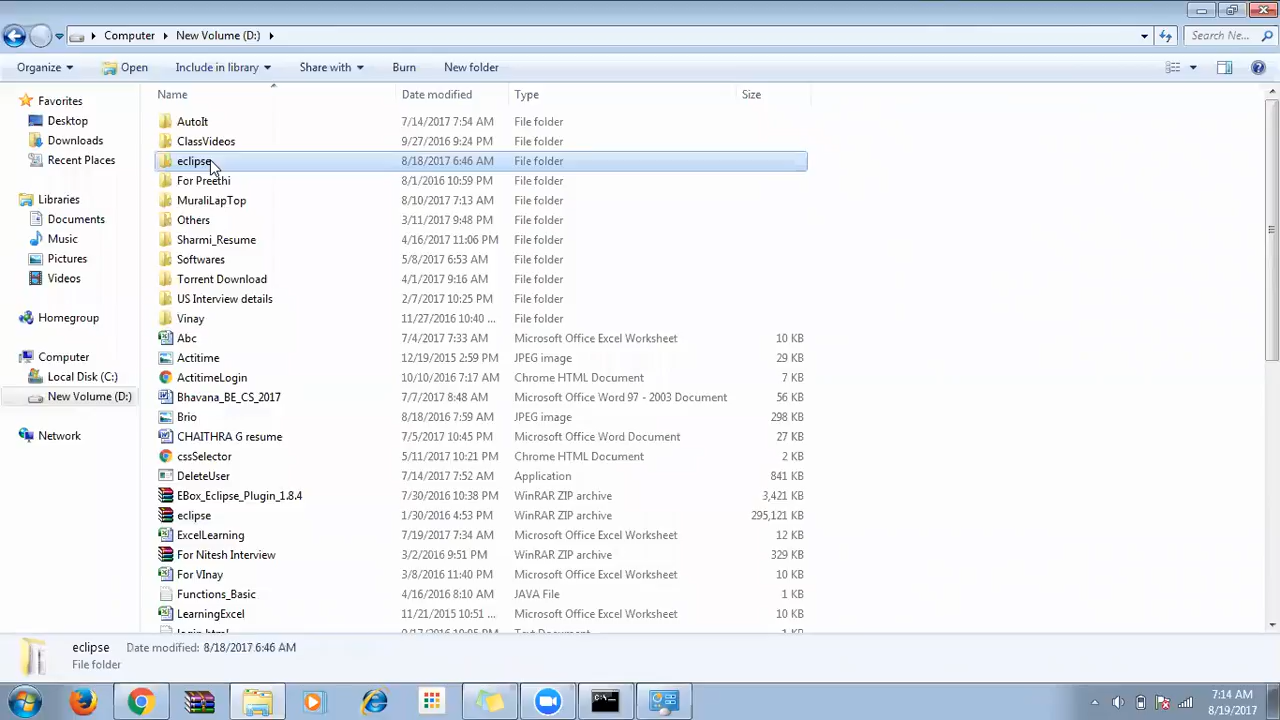 Computer New Volume (D:) Search Ne...
Organize Open Include in library Share with Burn New folder
Name Date modified Type Size
Favorites
Desktop
Downloads
Recent Places
Libraries
Documents
Music
Pictures
Videos
Homegroup
Computer
Local Disk (C:)
New Volume (D:)
Network
AutoIt 7/14/2017 7:54 AM File folder
ClassVideos 9/27/2016 9:24 PM File folder
eclipse 8/18/2017 6:46 AM File folder
For Preethi 8/1/2016 10:59 PM File folder
MuraliLapTop 8/10/2017 7:13 AM File folder
Others 3/11/2017 9:48 PM File folder
Sharmi_Resume 4/16/2017 11:06 PM File folder
Softwares 5/8/2017 6:53 AM File folder
Torrent Download 4/1/2017 9:16 AM File folder
US Interview details 2/7/2017 10:25 PM File folder
Vinay 11/27/2016 10:40 ... File folder
Abc 7/4/2017 7:33 AM Microsoft Office Excel Worksheet 10 KB
Actitime 12/19/2015 2:59 PM JPEG image 29 KB
ActitimeLogin 10/10/2016 7:17 AM Chrome HTML Document 7 KB
Bhavana_BE_CS_2017 7/7/2017 8:48 AM Microsoft Office Word 97 - 2003 Document 56 KB
Brio 8/18/2016 7:59 AM JPEG image 298 KB
CHAITHRA G resume 7/5/2017 10:45 PM Microsoft Office Word Document 27 KB
cssSelector 5/11/2017 10:21 PM Chrome HTML Document 2 KB
DeleteUser 7/14/2017 7:52 AM Application 841 KB
EBox_Eclipse_Plugin_1.8.4 7/30/2016 10:38 PM WinRAR ZIP archive 3,421 KB
eclipse 1/30/2016 4:53 PM WinRAR ZIP archive 295,121 KB
ExcelLearning 7/19/2017 7:34 AM Microsoft Office Excel Worksheet 12 KB
For Nitesh Interview 3/2/2016 9:51 PM WinRAR ZIP archive 329 KB
For VInay 3/8/2016 11:40 PM Microsoft Office Excel Worksheet 10 KB
Functions_Basic 4/16/2016 8:10 AM JAVA File 1 KB
LearningExcel 11/21/2015 10:51 ... Microsoft Office Excel Worksheet 10 KB
eclipse Date modified: 8/18/2017 6:46 AM
File folder
7:14 AM
8/19/2017